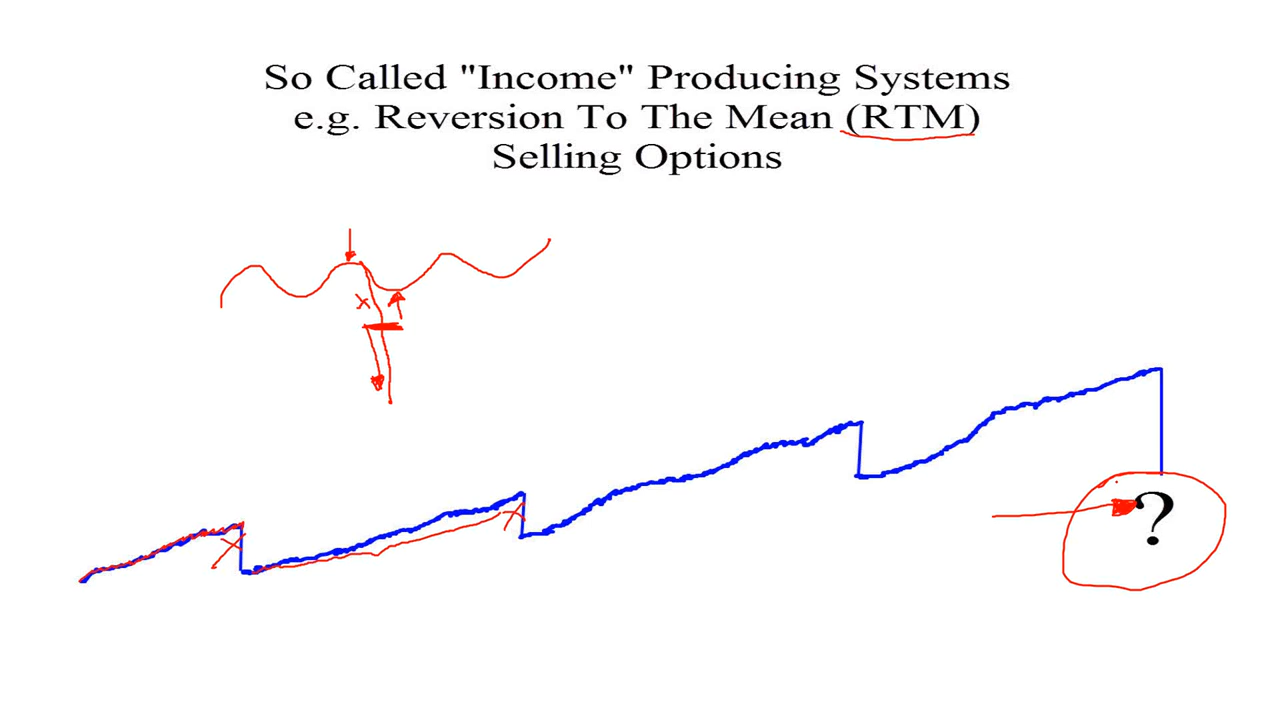 So Called "Income" Producing Systems
e.g. Reversion To The Mean (RTM)
Selling Options
x
?